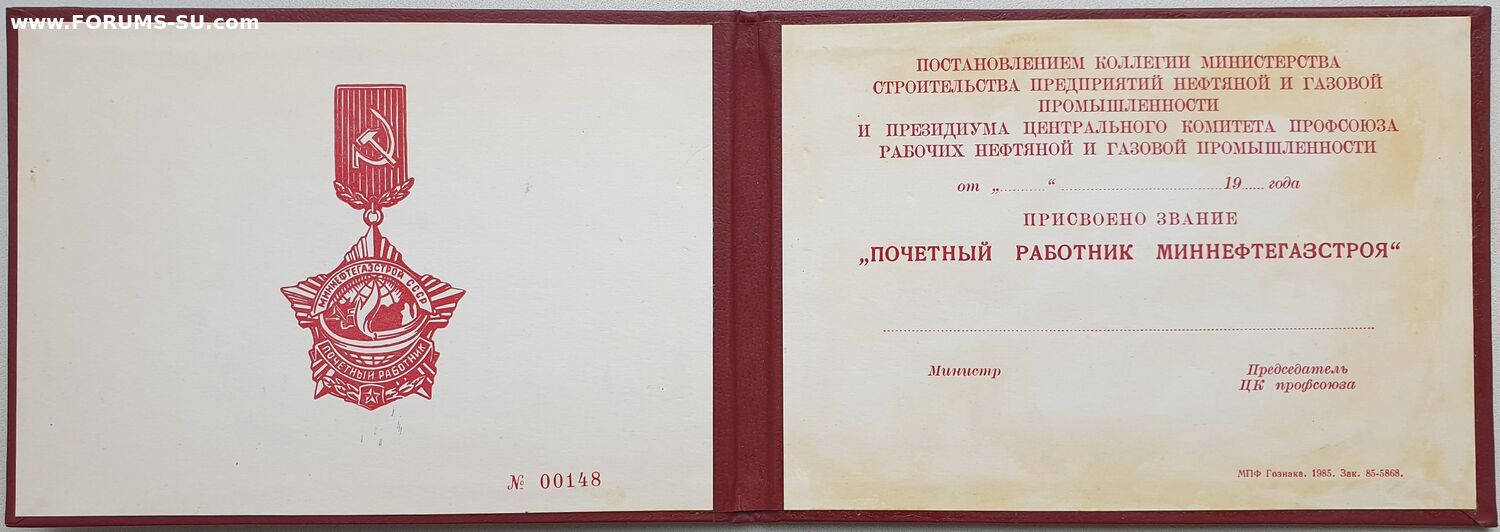 www.FORUMS-SU.com
МИННЕФТЕГАЗСТРОЙ СССР
ПОЧЕТНЫЙ РАБОТНИК
№ 00148
ПОСТАНОВЛЕНИЕМ КОЛЛЕГИИ МИНИСТЕРСТВА
СТРОИТЕЛЬСТВА ПРЕДПРИЯТИЙ НЕФТЯНОЙ И ГАЗОВОЙ
ПРОМЫШЛЕННОСТИ
И ПРЕЗИДИУМА ЦЕНТРАЛЬНОГО КОМИТЕТА ПРОФСОЮЗА
РАБОЧИХ НЕФТЯНОЙ И ГАЗОВОЙ ПРОМЫШЛЕННОСТИ
от „..........“ ..................................19..... года
ПРИСВОЕНО ЗВАНИЕ
„ПОЧЕТНЫЙ РАБОТНИК МИННЕФТЕГАЗСТРОЯ“
Министр
Председатель
ЦК профсоюза
МПФ Гознака. 1985. Зак. 85-5868.